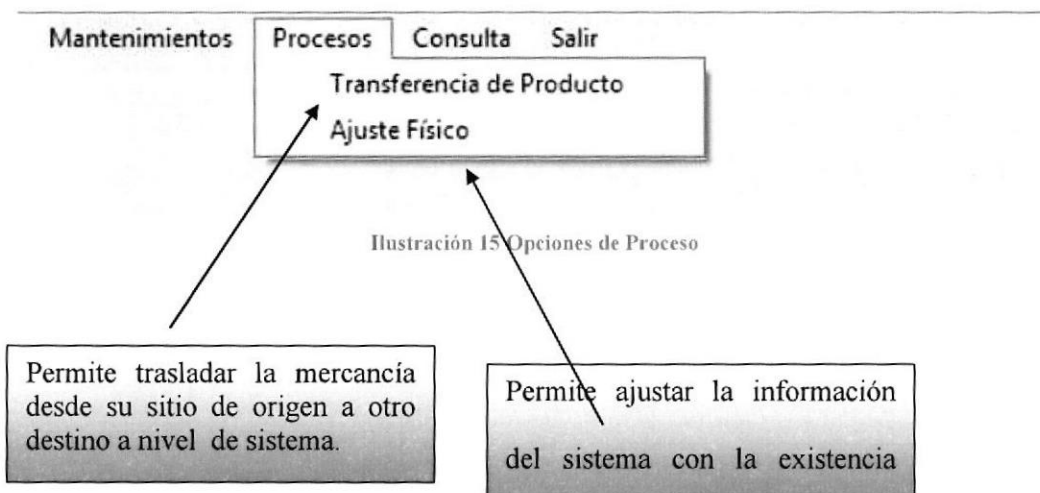 Mantenimientos Procesos Consulta Salir
Transferencia de Producto
Ajuste Físico
Ilustración 15 Opciones de Proceso
Permite trasladar la mercancía
desde su sitio de origen a otro
destino a nivel de sistema.
Permite ajustar la información
del sistema con la existencia